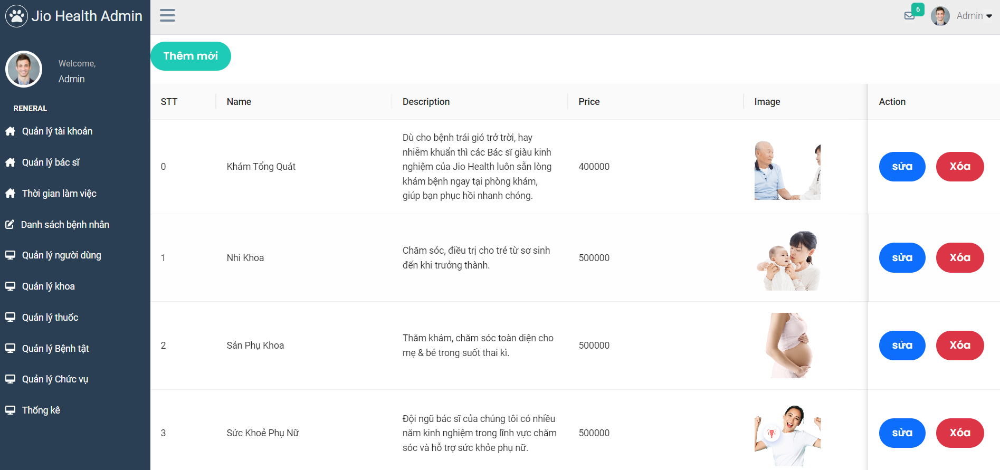 Jio Health Admin
6
Admin
Welcome,
Admin
RENERAL
Quản lý tài khoản
Quản lý bác sĩ
Thời gian làm việc
Danh sách bệnh nhân
Quản lý người dùng
Quản lý khoa
Quản lý thuốc
Quản lý Bệnh tật
Quản lý Chức vụ
Thống kê
Thêm mới
STT Name Description Price Image Action
0 Khám Tổng Quát
Dù cho bệnh trái gió trở trời, hay
nhiễm khuẩn thì các Bác sĩ giàu kinh
nghiệm của Jio Health luôn sẵn lòng
khám bệnh ngay tại phòng khám,
giúp bạn phục hồi nhanh chóng.
400000 sửa Xóa
1 Nhi Khoa
Chăm sóc, điều trị cho trẻ từ sơ sinh
đến khi trưởng thành.
500000 sửa Xóa
2 Sản Phụ Khoa
Thăm khám, chăm sóc toàn diện cho
mẹ & bé trong suốt thai kì.
500000 sửa Xóa
3 Sức Khoẻ Phụ Nữ
Đội ngũ bác sĩ của chúng tôi có nhiều
năm kinh nghiệm trong lĩnh vực chăm
sóc và hỗ trợ sức khỏe phụ nữ.
500000 sửa Xóa